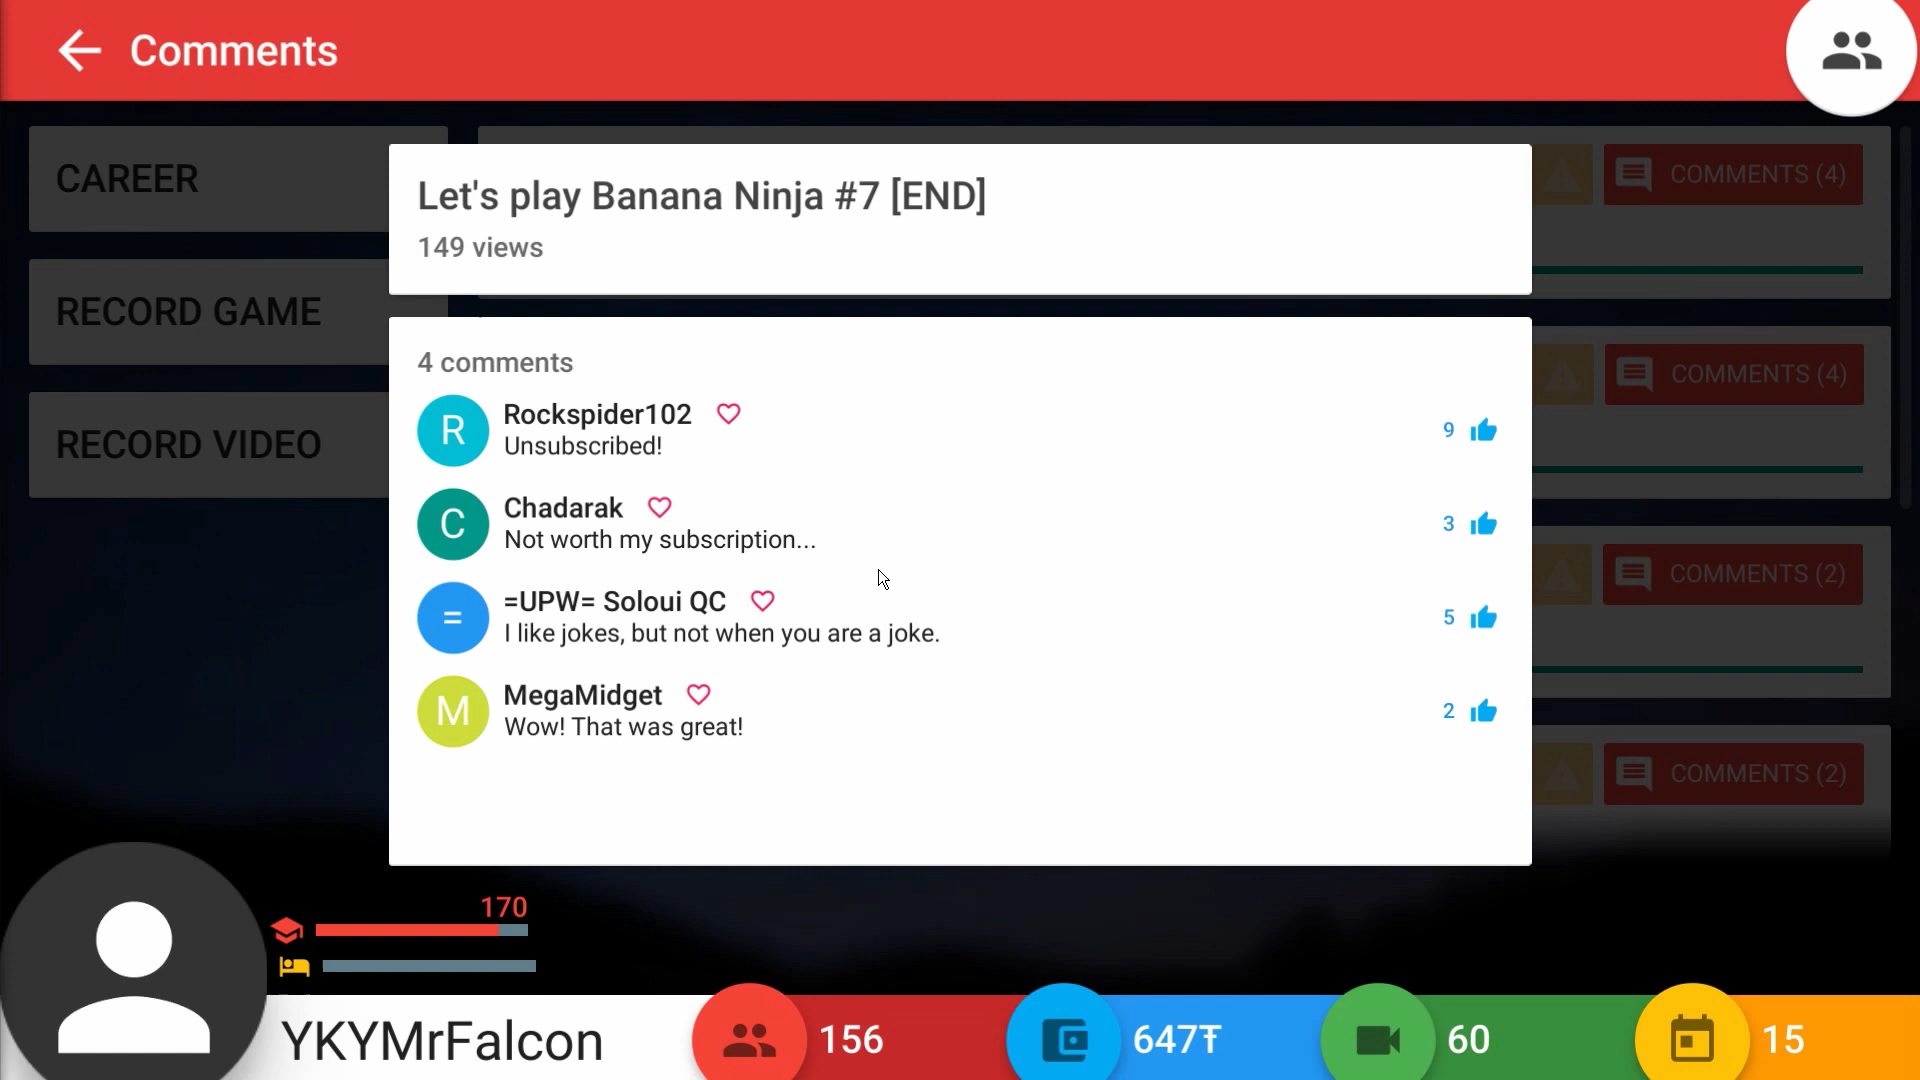 Comments
CAREER
RECORD GAME
RECORD VIDEO
COMMENTS (4)
COMMENTS (4)
COMMENTS (2)
COMMENTS (2)
Let's play Banana Ninja #7 [END]
149 views
4 comments
R
Rockspider102
Unsubscribed!
9
C
Chadarak
Not worth my subscription...
3
=
=UPW= Soloui QC
I like jokes, but not when you are a joke.
5
M
MegaMidget
Wow! That was great!
2
170
YKYMrFalcon
156
647Ŧ
60
15